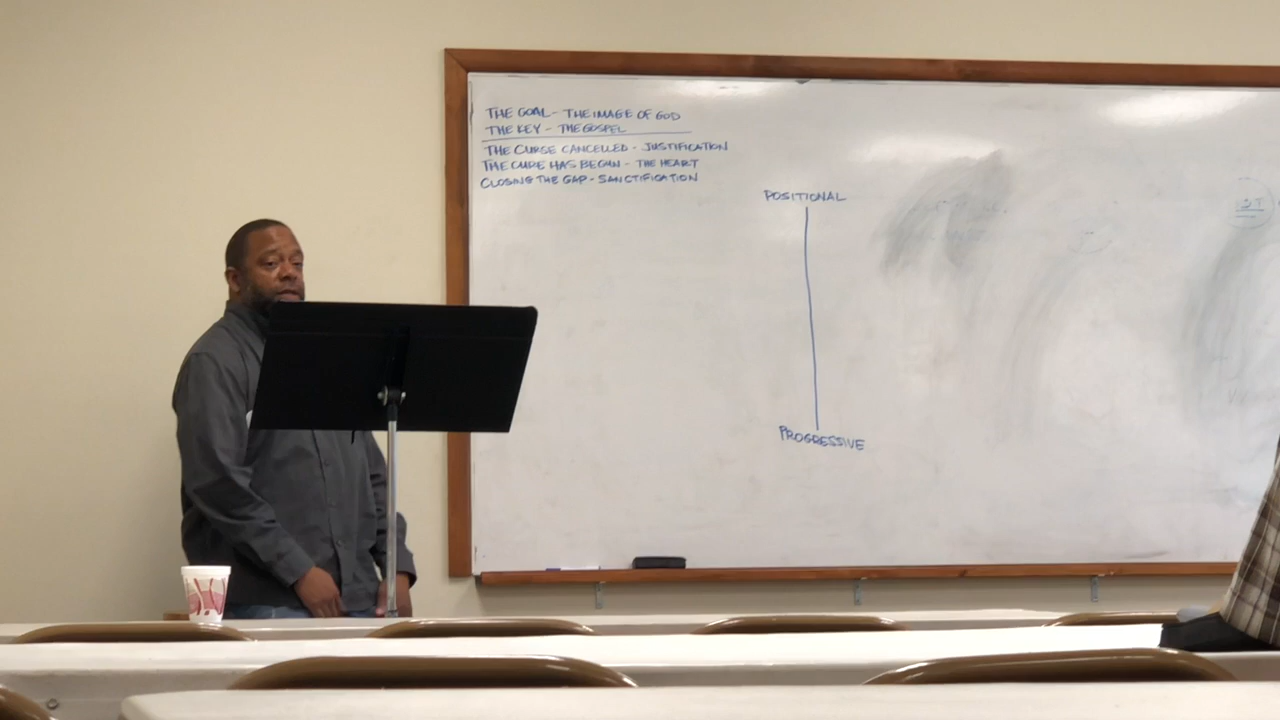 THE GOAL - THE IMAGE OF GOD
THE KEY - THE GOSPEL
THE CURSE CANCELLED - JUSTIFICATION
THE CURE HAS BEGUN - THE HEART
CLOSING THE GAP - SANCTIFICATION
POSITIONAL
PROGRESSIVE